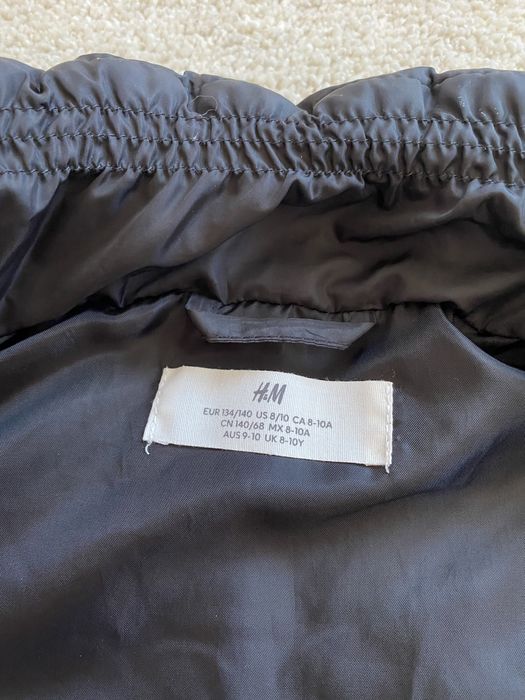 H&M
EUR 134/140 US 8/10 CA 8-10A
CN 140/68 MX 8-10A
AUS 9-10 UK 8-10Y